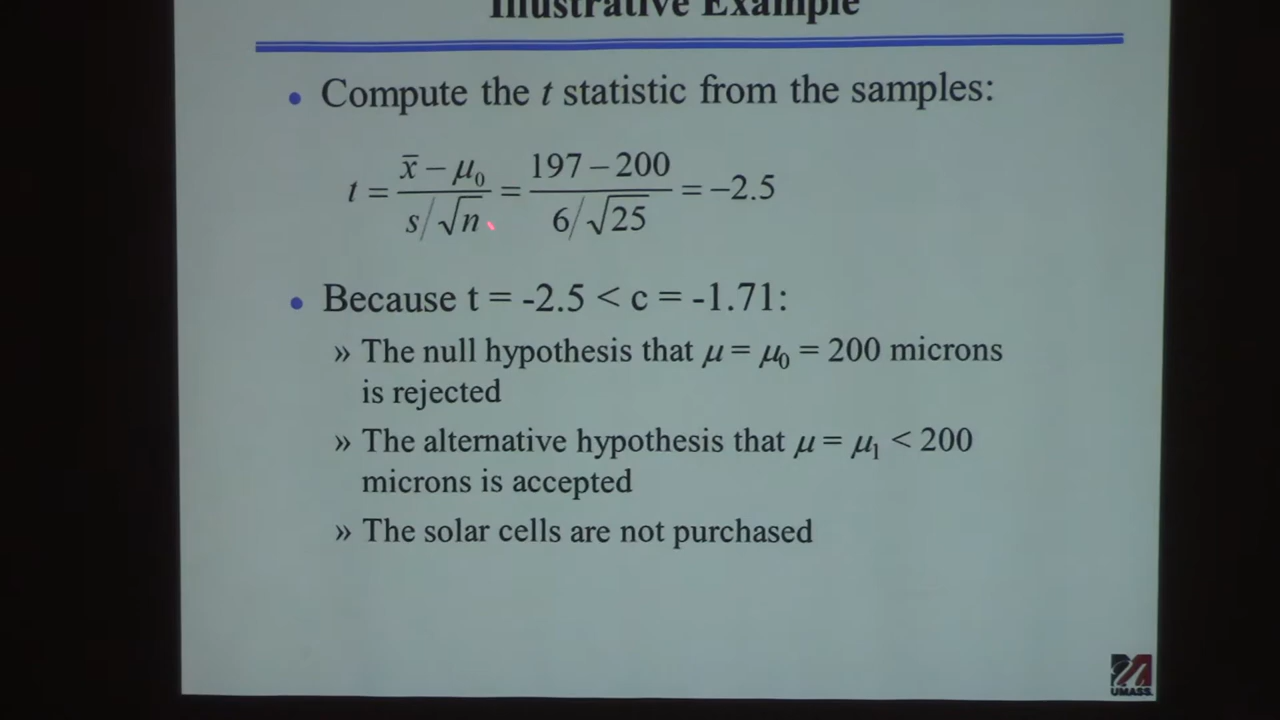 Illustrative Example
• Compute the t statistic from the samples:
t = (x̄ − μ₀)/(s/√n) = (197 − 200)/(6/√25) = −2.5
• Because t = -2.5 < c = -1.71:
» The null hypothesis that μ = μ₀ = 200 microns
is rejected
» The alternative hypothesis that μ = μ₁ < 200
microns is accepted
» The solar cells are not purchased
UMASS